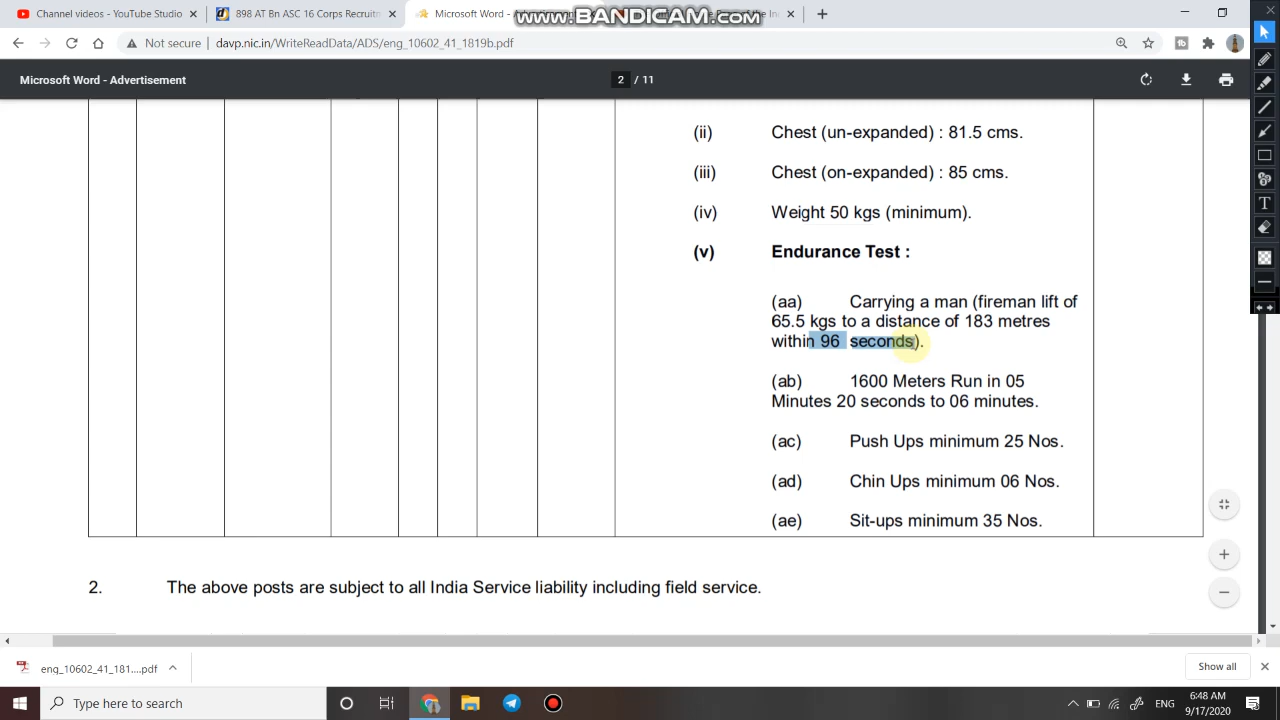 Channel videos - YouTube Studio
898 AT Bn ASC 16 Corps Recruitm
Microsoft Word - Adv
the In
www.BANDICAM.com
Not secure
davp.nic.in/WriteReadData/ADS/eng_10602_41_1819b.pdf
Microsoft Word - Advertisement
2 / 11
(ii) Chest (un-expanded) : 81.5 cms.
(iii) Chest (on-expanded) : 85 cms.
(iv) Weight 50 kgs (minimum).
(v) Endurance Test :
(aa) Carrying a man (fireman lift of
65.5 kgs to a distance of 183 metres
within 96 seconds).
(ab) 1600 Meters Run in 05
Minutes 20 seconds to 06 minutes.
(ac) Push Ups minimum 25 Nos.
(ad) Chin Ups minimum 06 Nos.
(ae) Sit-ups minimum 35 Nos.
2. The above posts are subject to all India Service liability including field service.
eng_10602_41_181....pdf
Show all
Type here to search
ENG
6:48 AM
9/17/2020